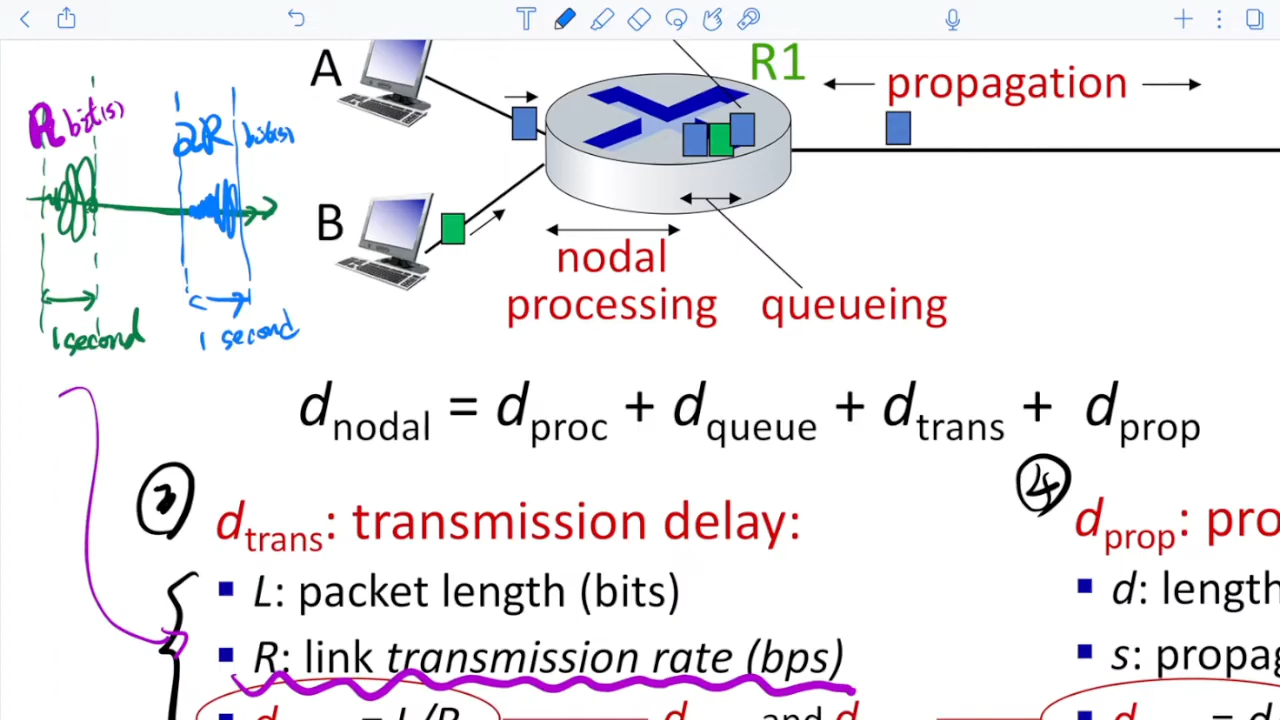 A
R1
propagation
R bit(s)
2R bit(s)
B
nodal
processing
queueing
1 second
1 second
d_nodal = d_proc + d_queue + d_trans + d_prop
3
d_trans: transmission delay:
L: packet length (bits)
R: link transmission rate (bps)
= L/R
and d
4
d_prop: pro
d: length
s: propag